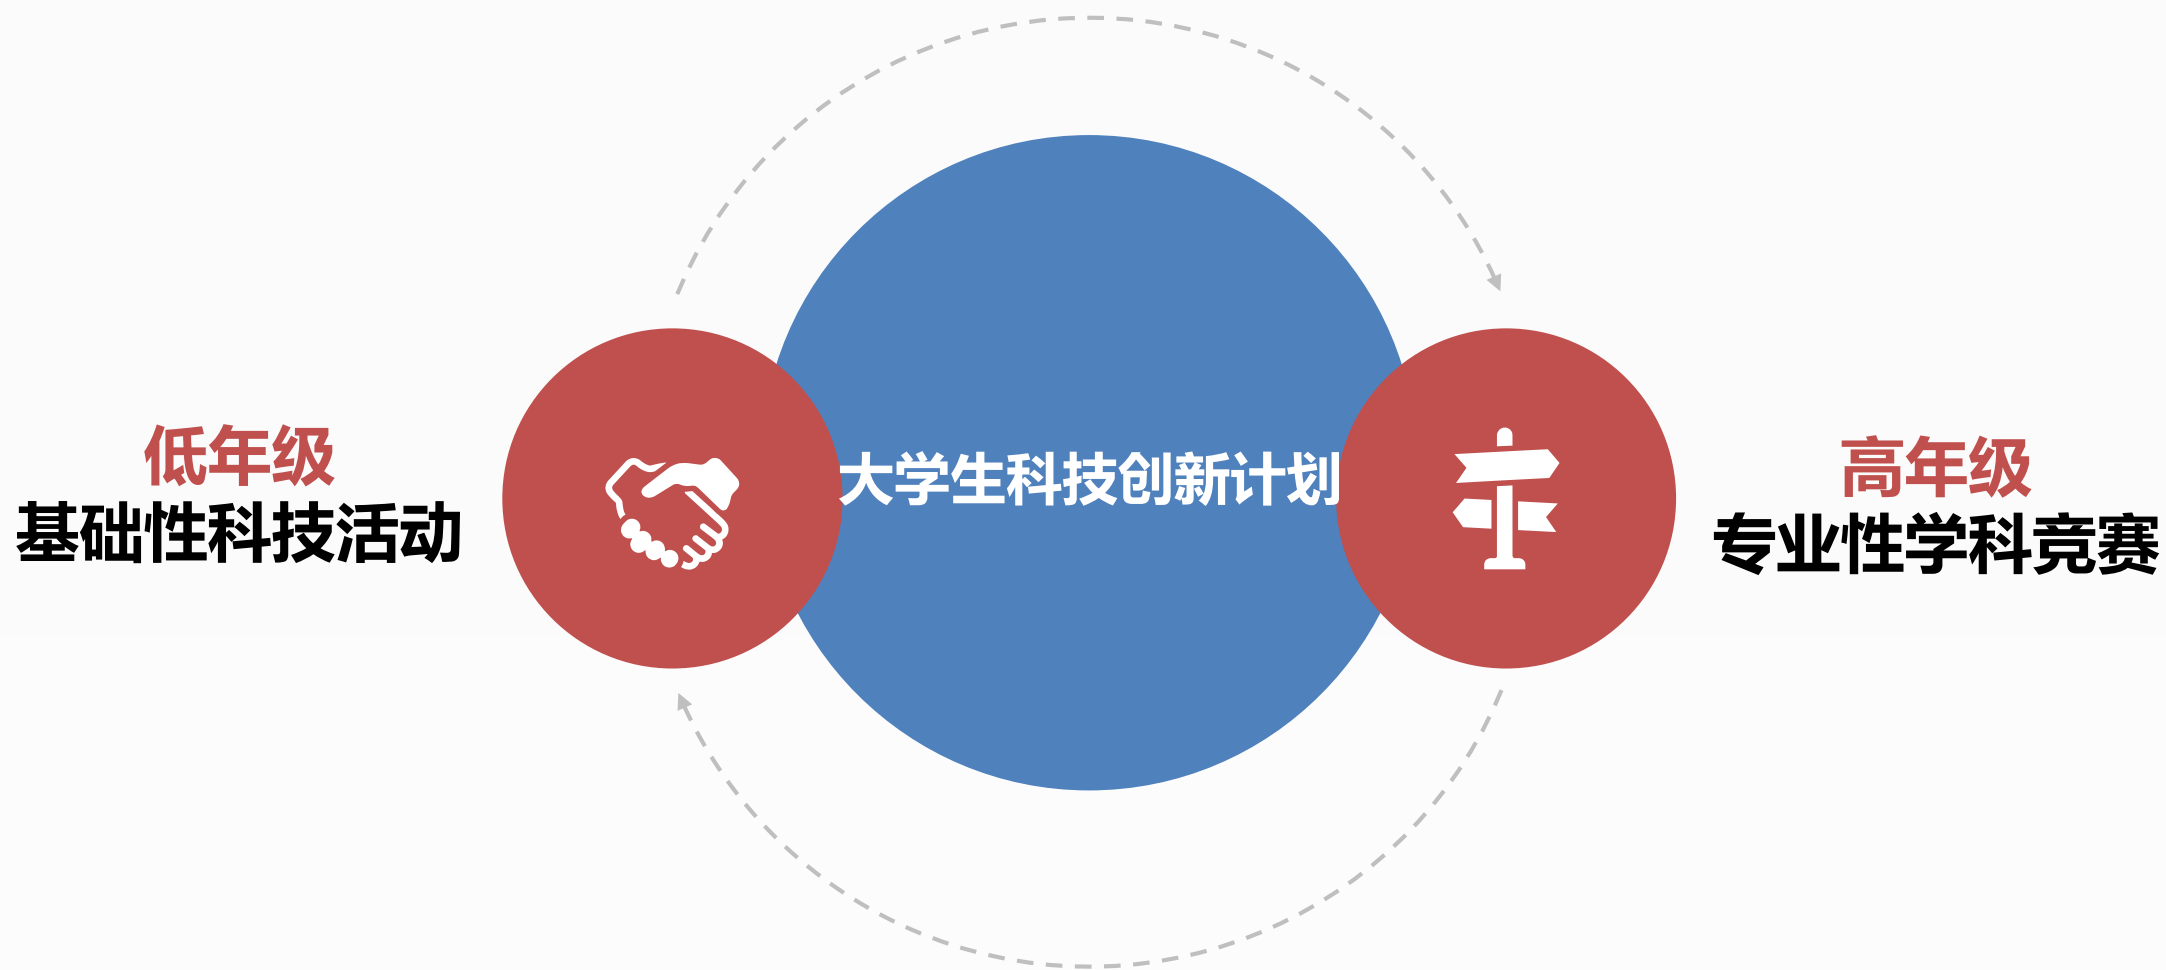 低年级
基础性科技活动
大学生科技创新计划
高年级
专业性学科竞赛